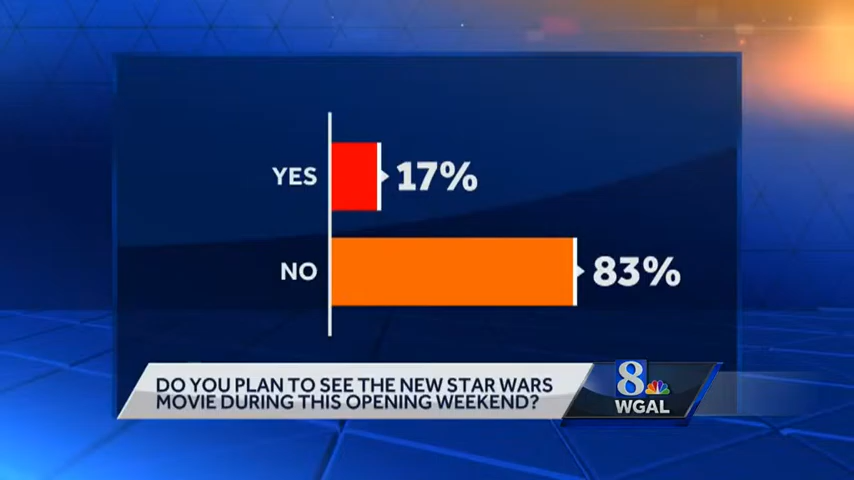 YES 17%
NO 83%
DO YOU PLAN TO SEE THE NEW STAR WARS
MOVIE DURING THIS OPENING WEEKEND?
8
WGAL